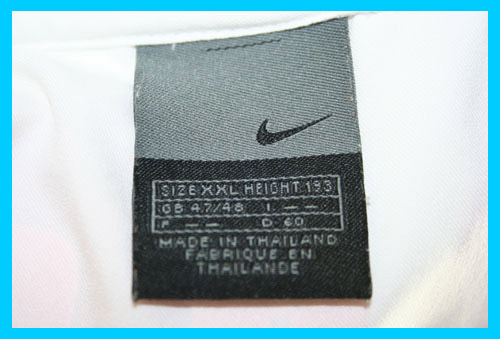 SIZE XXL HEIGHT 193
GB 47/48 I — —
F — — D 60
MADE IN THAILAND
FABRIQUE EN
THAILANDE